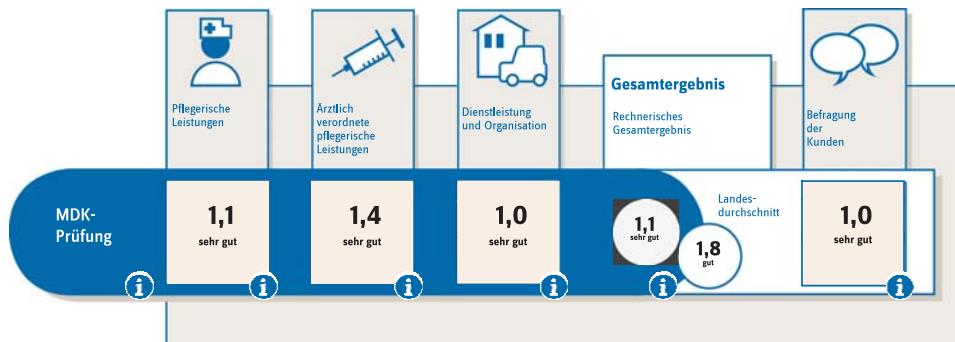 Pflegerische
Leistungen
Ärztlich
verordnete
pflegerische
Leistungen
Dienstleistung
und Organisation
Gesamtergebnis
Rechnerisches
Gesamtergebnis
Befragung
der
Kunden
MDK-
Prüfung
1,1
sehr gut
1,4
sehr gut
1,0
sehr gut
1,1
sehr gut
Landes-
durchschnitt
1,8
gut
1,0
sehr gut
i
i
i
i
i
i